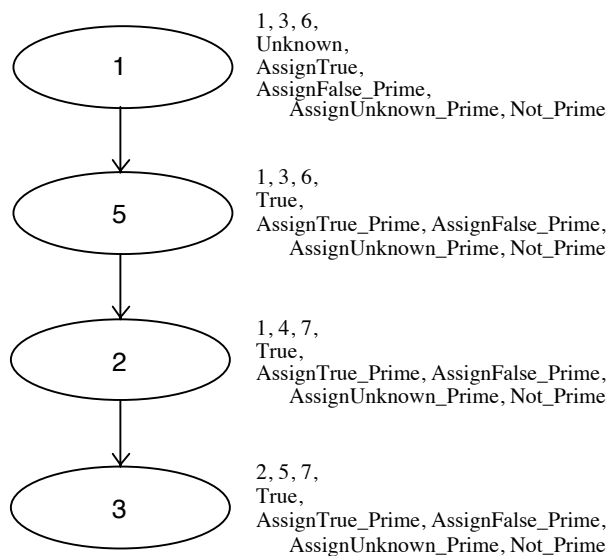 1
1, 3, 6,
Unknown,
AssignTrue,
AssignFalse_Prime,
AssignUnknown_Prime, Not_Prime
5
1, 3, 6,
True,
AssignTrue_Prime, AssignFalse_Prime,
AssignUnknown_Prime, Not_Prime
2
1, 4, 7,
True,
AssignTrue_Prime, AssignFalse_Prime,
AssignUnknown_Prime, Not_Prime
3
2, 5, 7,
True,
AssignTrue_Prime, AssignFalse_Prime,
AssignUnknown_Prime, Not_Prime